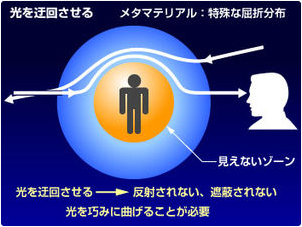 光を迂回させる
メタマテリアル：特殊な屈折分布
見えないゾーン
光を迂回させる → 反射されない、遮蔽されない
光を巧みに曲げることが必要